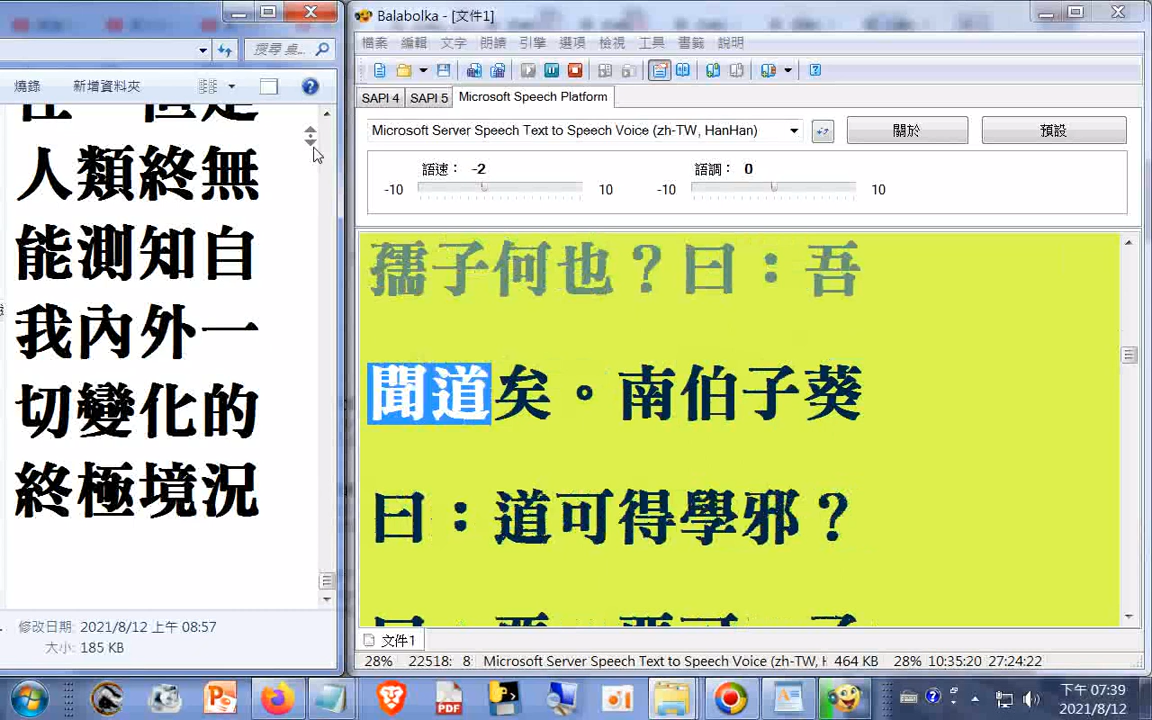 搜尋 桌...
燒錄 新增資料夾
人類終無
能測知自
我內外一
切變化的
終極境況
修改日期: 2021/8/12 上午 08:57
大小: 185 KB
Balabolka - [文件1]
檔案 編輯 文字 朗讀 引擎 選項 檢視 工具 書籤 說明
SAPI 4 SAPI 5 Microsoft Speech Platform
Microsoft Server Speech Text to Speech Voice (zh-TW, HanHan) 關於 預設
語速： -2 語調： 0
-10 10 -10 10
孺子何也？曰：吾
聞道矣。南伯子葵
曰：道可得學邪？
文件1
28% 22518: 8 Microsoft Server Speech Text to Speech Voice (zh-TW, H 464 KB 28% 10:35:20 27:24:22
PDF
下午 07:39
2021/8/12